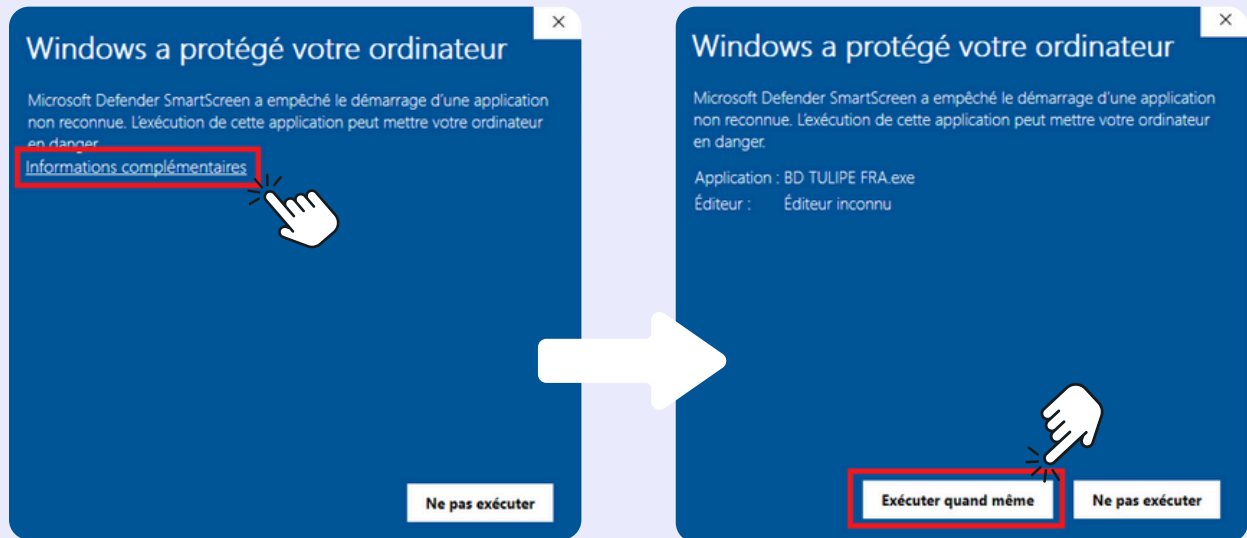 Windows a protégé votre ordinateur
Microsoft Defender SmartScreen a empêché le démarrage d'une application
non reconnue. L'exécution de cette application peut mettre votre ordinateur
en danger.
Informations complémentaires
Ne pas exécuter
Windows a protégé votre ordinateur
Microsoft Defender SmartScreen a empêché le démarrage d'une application
non reconnue. L'exécution de cette application peut mettre votre ordinateur
en danger.
Application : BD TULIPE FRA.exe
Éditeur : Éditeur inconnu
Exécuter quand même
Ne pas exécuter